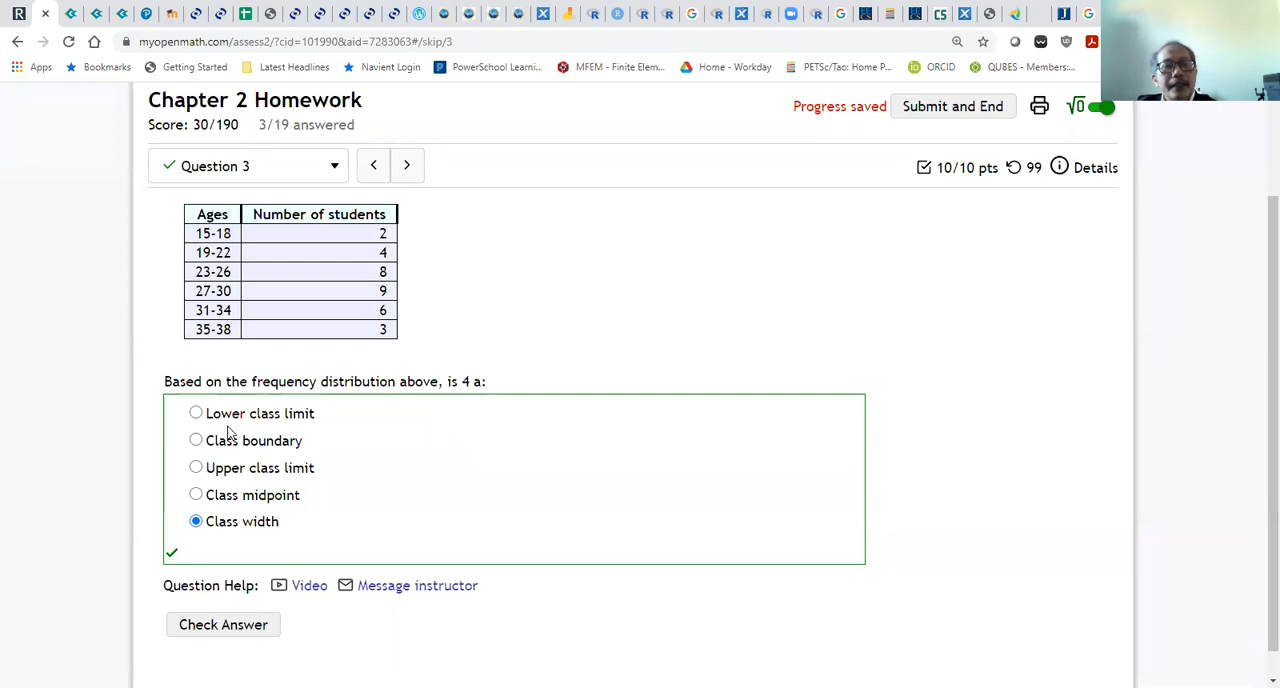 myopenmath.com/assess2/?cid=101990&aid=7283063#/skip/3
Apps Bookmarks Getting Started Latest Headlines Navient Login PowerSchool Learni... MFEM - Finite Elem... Home - Workday PETSc/Tao: Home P... ORCID QUBES - Members:...
Chapter 2 Homework
Score: 30/190 3/19 answered
Progress saved Submit and End √0
Question 3
10/10 pts 99 Details
Ages Number of students
15-18 2
19-22 4
23-26 8
27-30 9
31-34 6
35-38 3
Based on the frequency distribution above, is 4 a:
Lower class limit
Class boundary
Upper class limit
Class midpoint
Class width
Question Help: Video Message instructor
Check Answer